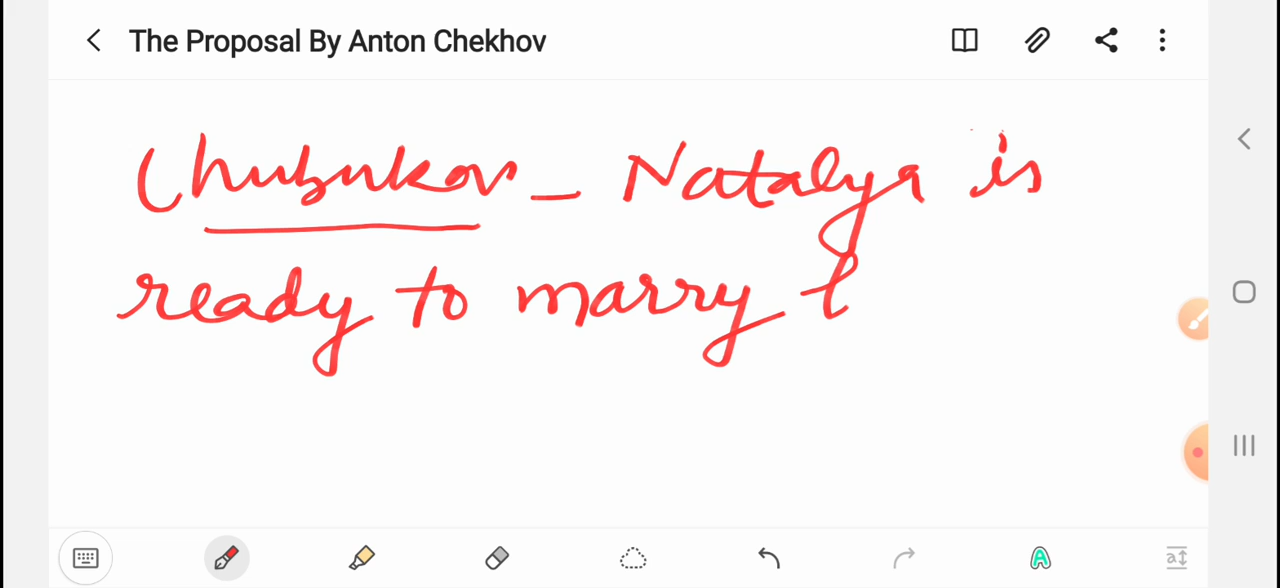 The Proposal By Anton Chekhov
Chubukov - Natalya is
ready to marry t
A
a